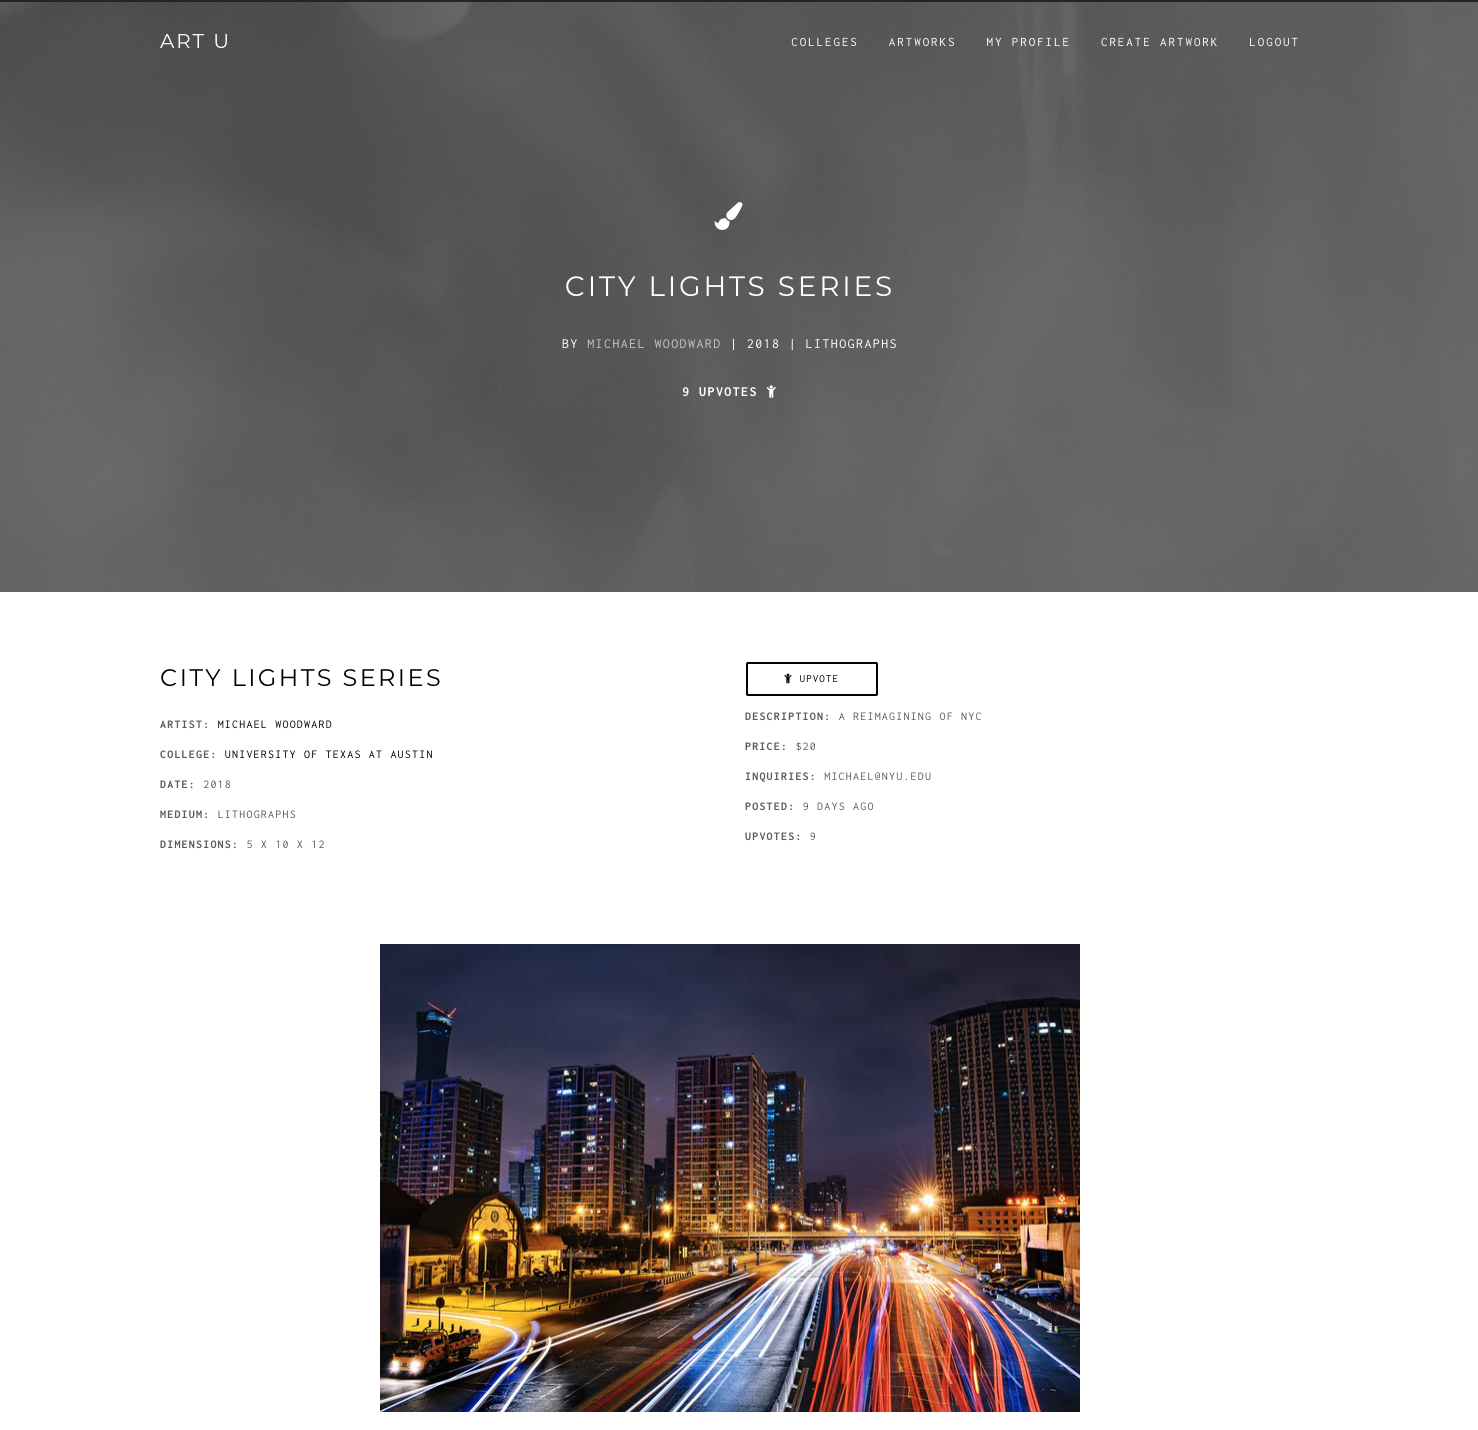 ART U
COLLEGES ARTWORKS MY PROFILE CREATE ARTWORK LOGOUT
CITY LIGHTS SERIES
BY MICHAEL WOODWARD | 2018 | LITHOGRAPHS
9 UPVOTES
CITY LIGHTS SERIES
ARTIST: MICHAEL WOODWARD
COLLEGE: UNIVERSITY OF TEXAS AT AUSTIN
DATE: 2018
MEDIUM: LITHOGRAPHS
DIMENSIONS: 5 X 10 X 12
UPVOTE
DESCRIPTION: A REIMAGINING OF NYC
PRICE: $20
INQUIRIES: MICHAEL@NYU.EDU
POSTED: 9 DAYS AGO
UPVOTES: 9